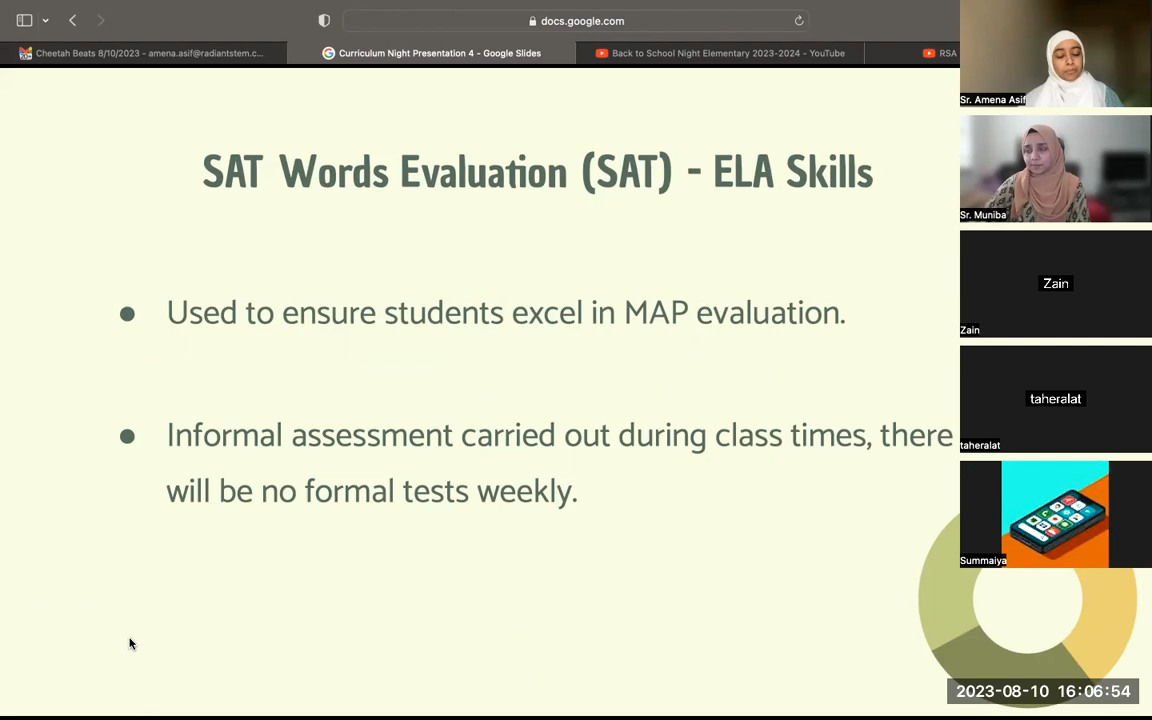 docs.google.com
Cheetah Beats 8/10/2023 - amena.asif@radiantstem.c...
Curriculum Night Presentation 4 - Google Slides
Back to School Night Elementary 2023-2024 - YouTube
RSA
SAT Words Evaluation (SAT) - ELA Skills
● Used to ensure students excel in MAP evaluation.
● Informal assessment carried out during class times, there
will be no formal tests weekly.
Sr. Amena Asif
Sr. Muniba
Zain
Zain
taheralat
taheralat
Summaiya
2023-08-10 16:06:54